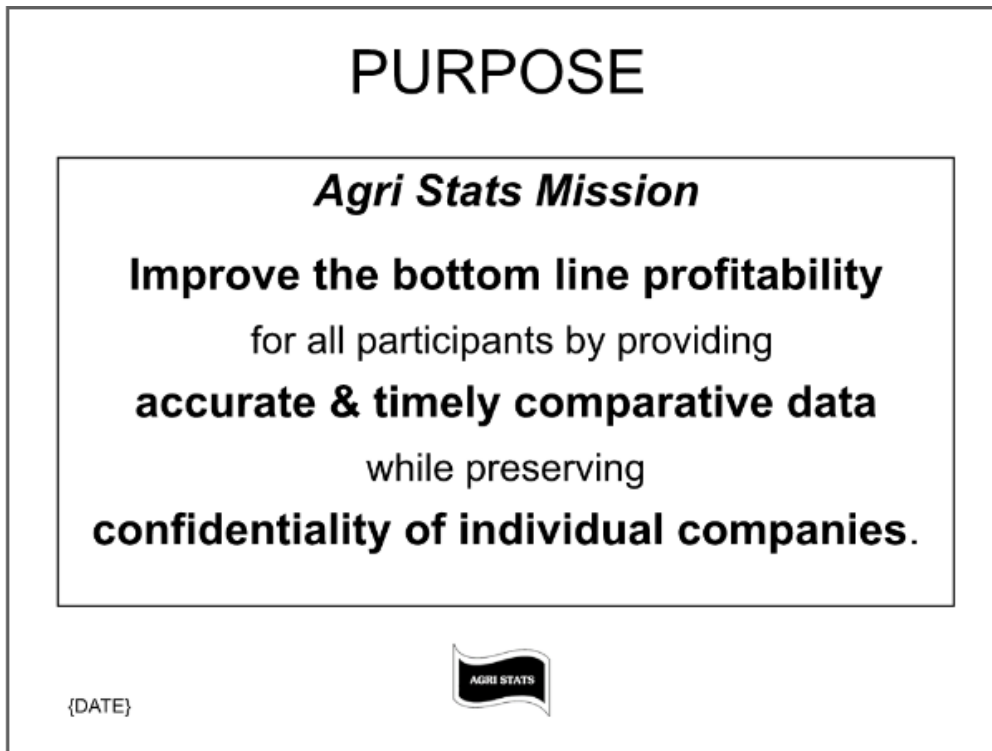 PURPOSE
Agri Stats Mission
Improve the bottom line profitability
for all participants by providing
accurate & timely comparative data
while preserving
confidentiality of individual companies.
AGRI STATS
{DATE}